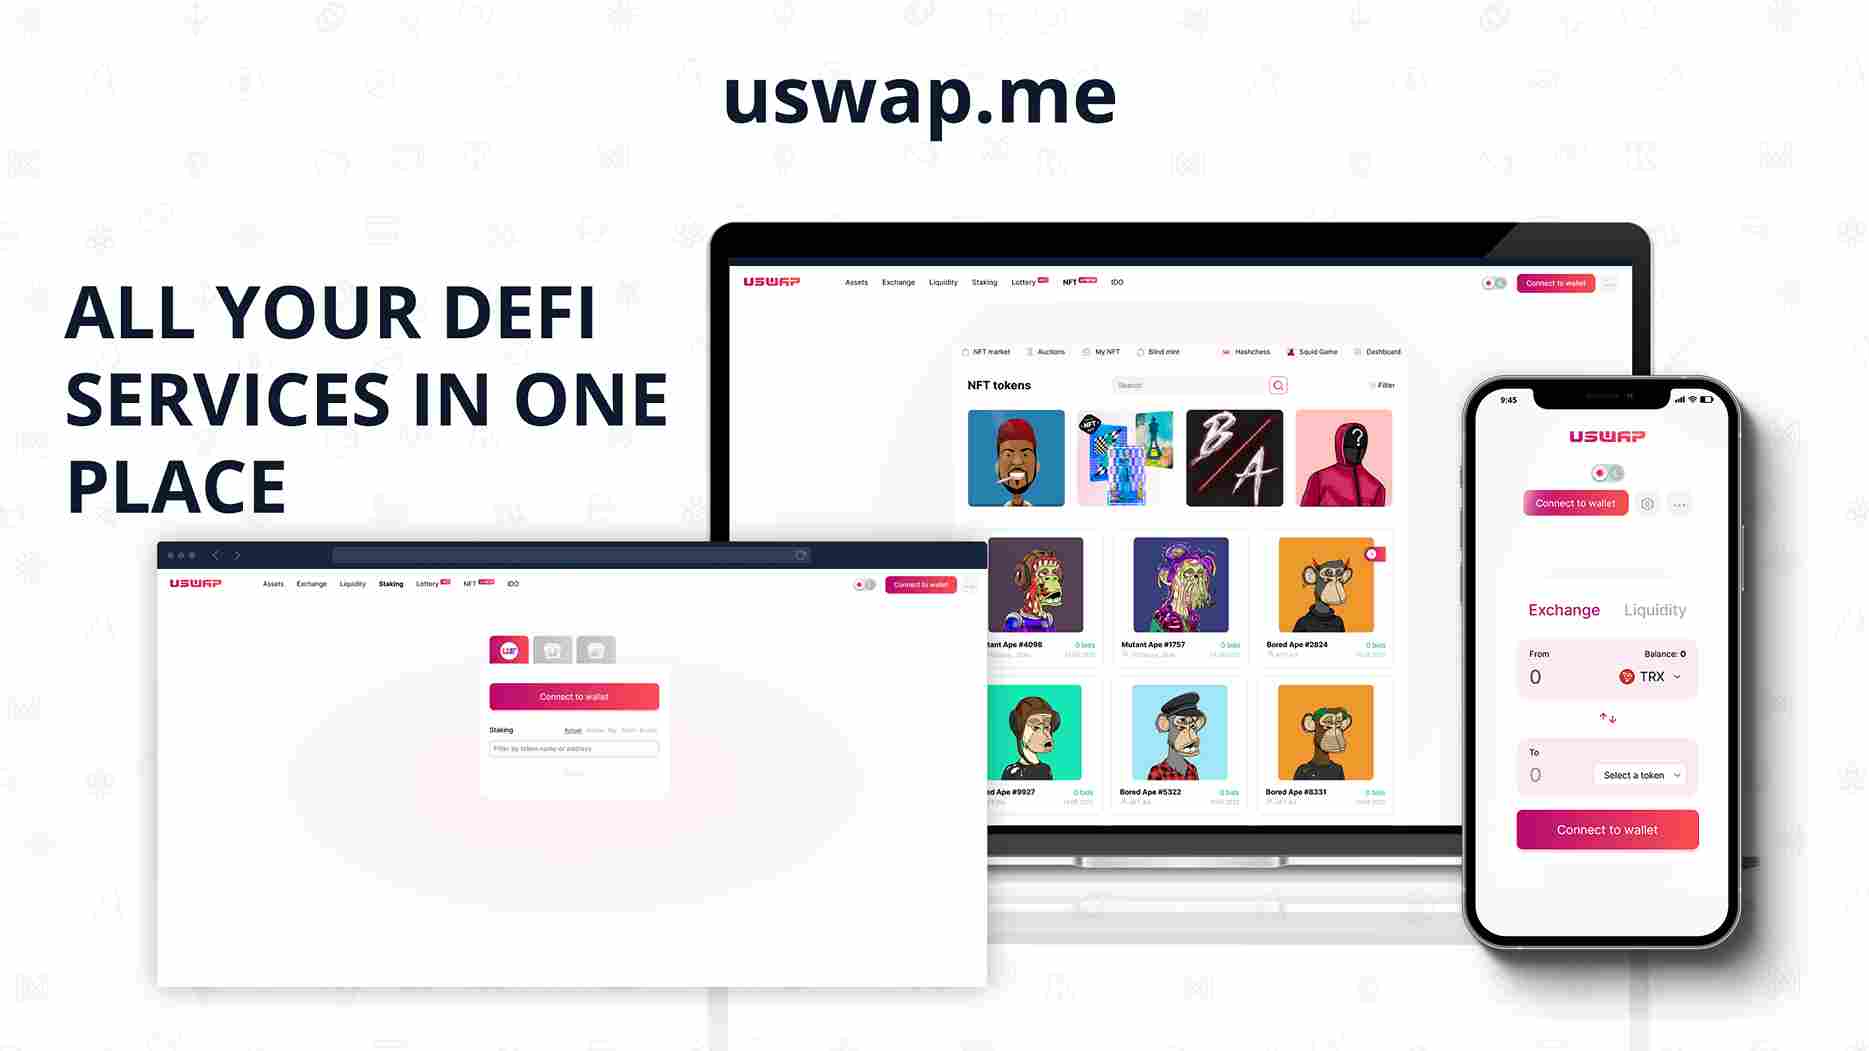 uswap.me
ALL YOUR DEFI
SERVICES IN ONE
PLACE
USWAP
Assets Exchange Liquidity Staking Lottery NFT IDO
Connect to wallet
NFT market Auctions My NFT Blind mint Hashchess Squid Game Dashboard
NFT tokens
Search
Filter
NFT
B/A
?
Mutant Ape #1757 0 bids
Bored Ape #2824 0 bids
#4098 0 bids
Ape #9927 0 bids
Bored Ape #5322 0 bids
Bored Ape #8331 0 bids
USWAP
Assets Exchange Liquidity Staking Lottery NFT IDO
Connect to wallet
Connect to wallet
Staking
Filter by token name or address
9:45
USWAP
Connect to wallet
Exchange Liquidity
From Balance: 0
0 TRX
To
0 Select a token
Connect to wallet